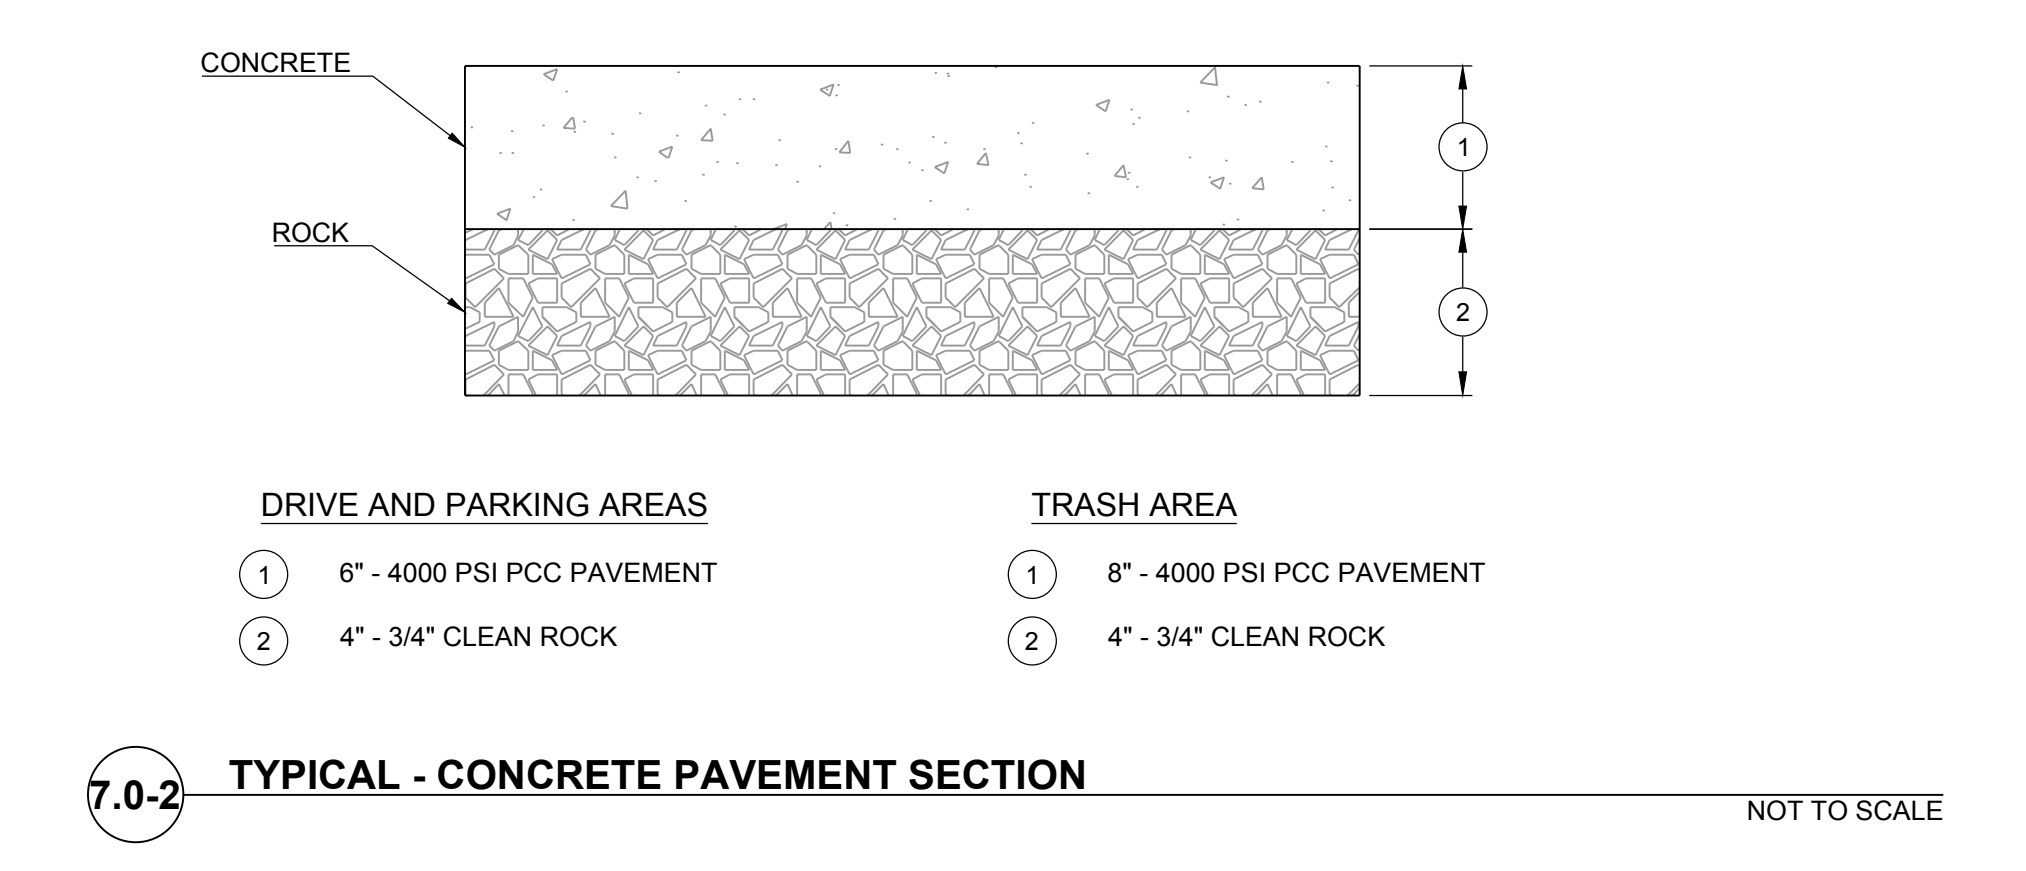 CONCRETE
1
ROCK
2
DRIVE AND PARKING AREAS
1 6" - 4000 PSI PCC PAVEMENT
2 4" - 3/4" CLEAN ROCK
TRASH AREA
1 8" - 4000 PSI PCC PAVEMENT
2 4" - 3/4" CLEAN ROCK
7.0-2 TYPICAL - CONCRETE PAVEMENT SECTION
NOT TO SCALE